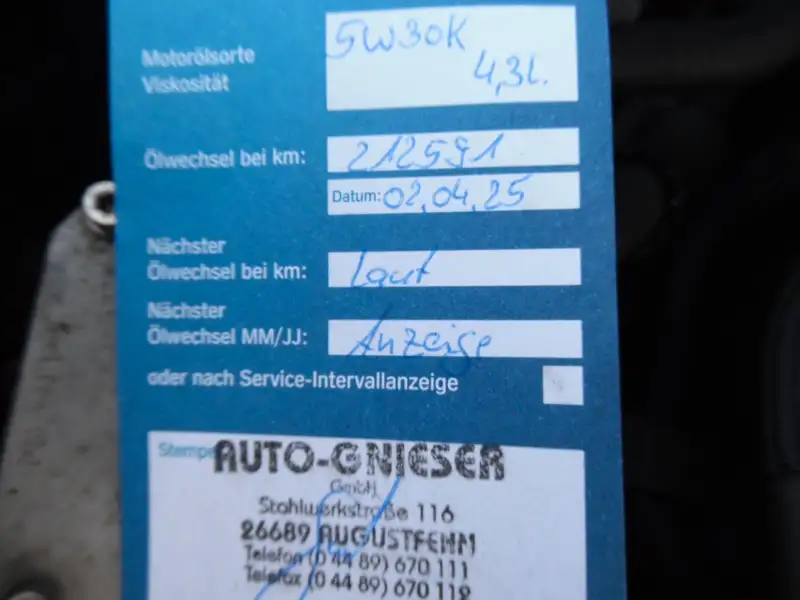 Motorölsorte
Viskosität
5W30K
4,3l.
Ölwechsel bei km: 212591
Datum: 02.04.25
Nächster
Ölwechsel bei km: Laut
Nächster
Ölwechsel MM/JJ: Anzeige
oder nach Service-Intervallanzeige
Stempel
AUTO-GNIESER
GmbH
Stahlwerkstraße 116
26689 AUGUSTFEHN
Telefon (0 44 89) 670 111
Telefax (0 44 89) 670 112